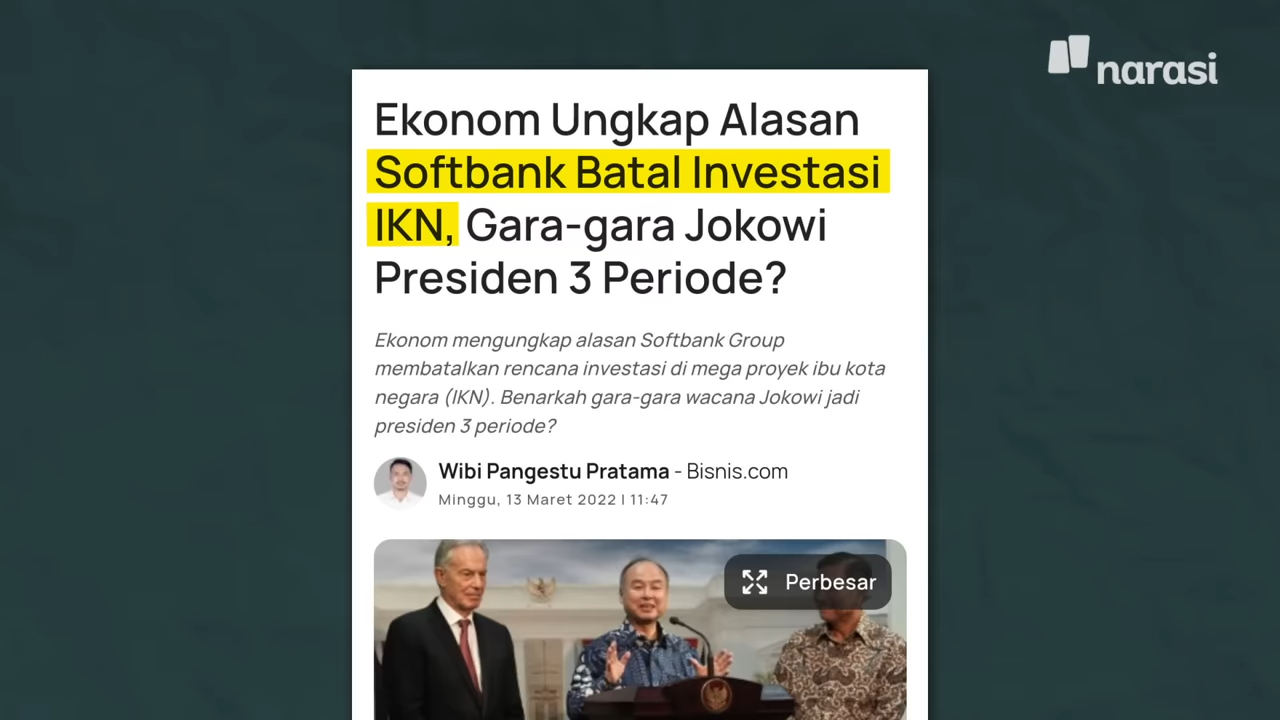 narasi
Ekonom Ungkap Alasan
Softbank Batal Investasi
IKN, Gara-gara Jokowi
Presiden 3 Periode?
Ekonom mengungkap alasan Softbank Group
membatalkan rencana investasi di mega proyek ibu kota
negara (IKN). Benarkah gara-gara wacana Jokowi jadi
presiden 3 periode?
Wibi Pangestu Pratama - Bisnis.com
Minggu, 13 Maret 2022 | 11:47
Perbesar